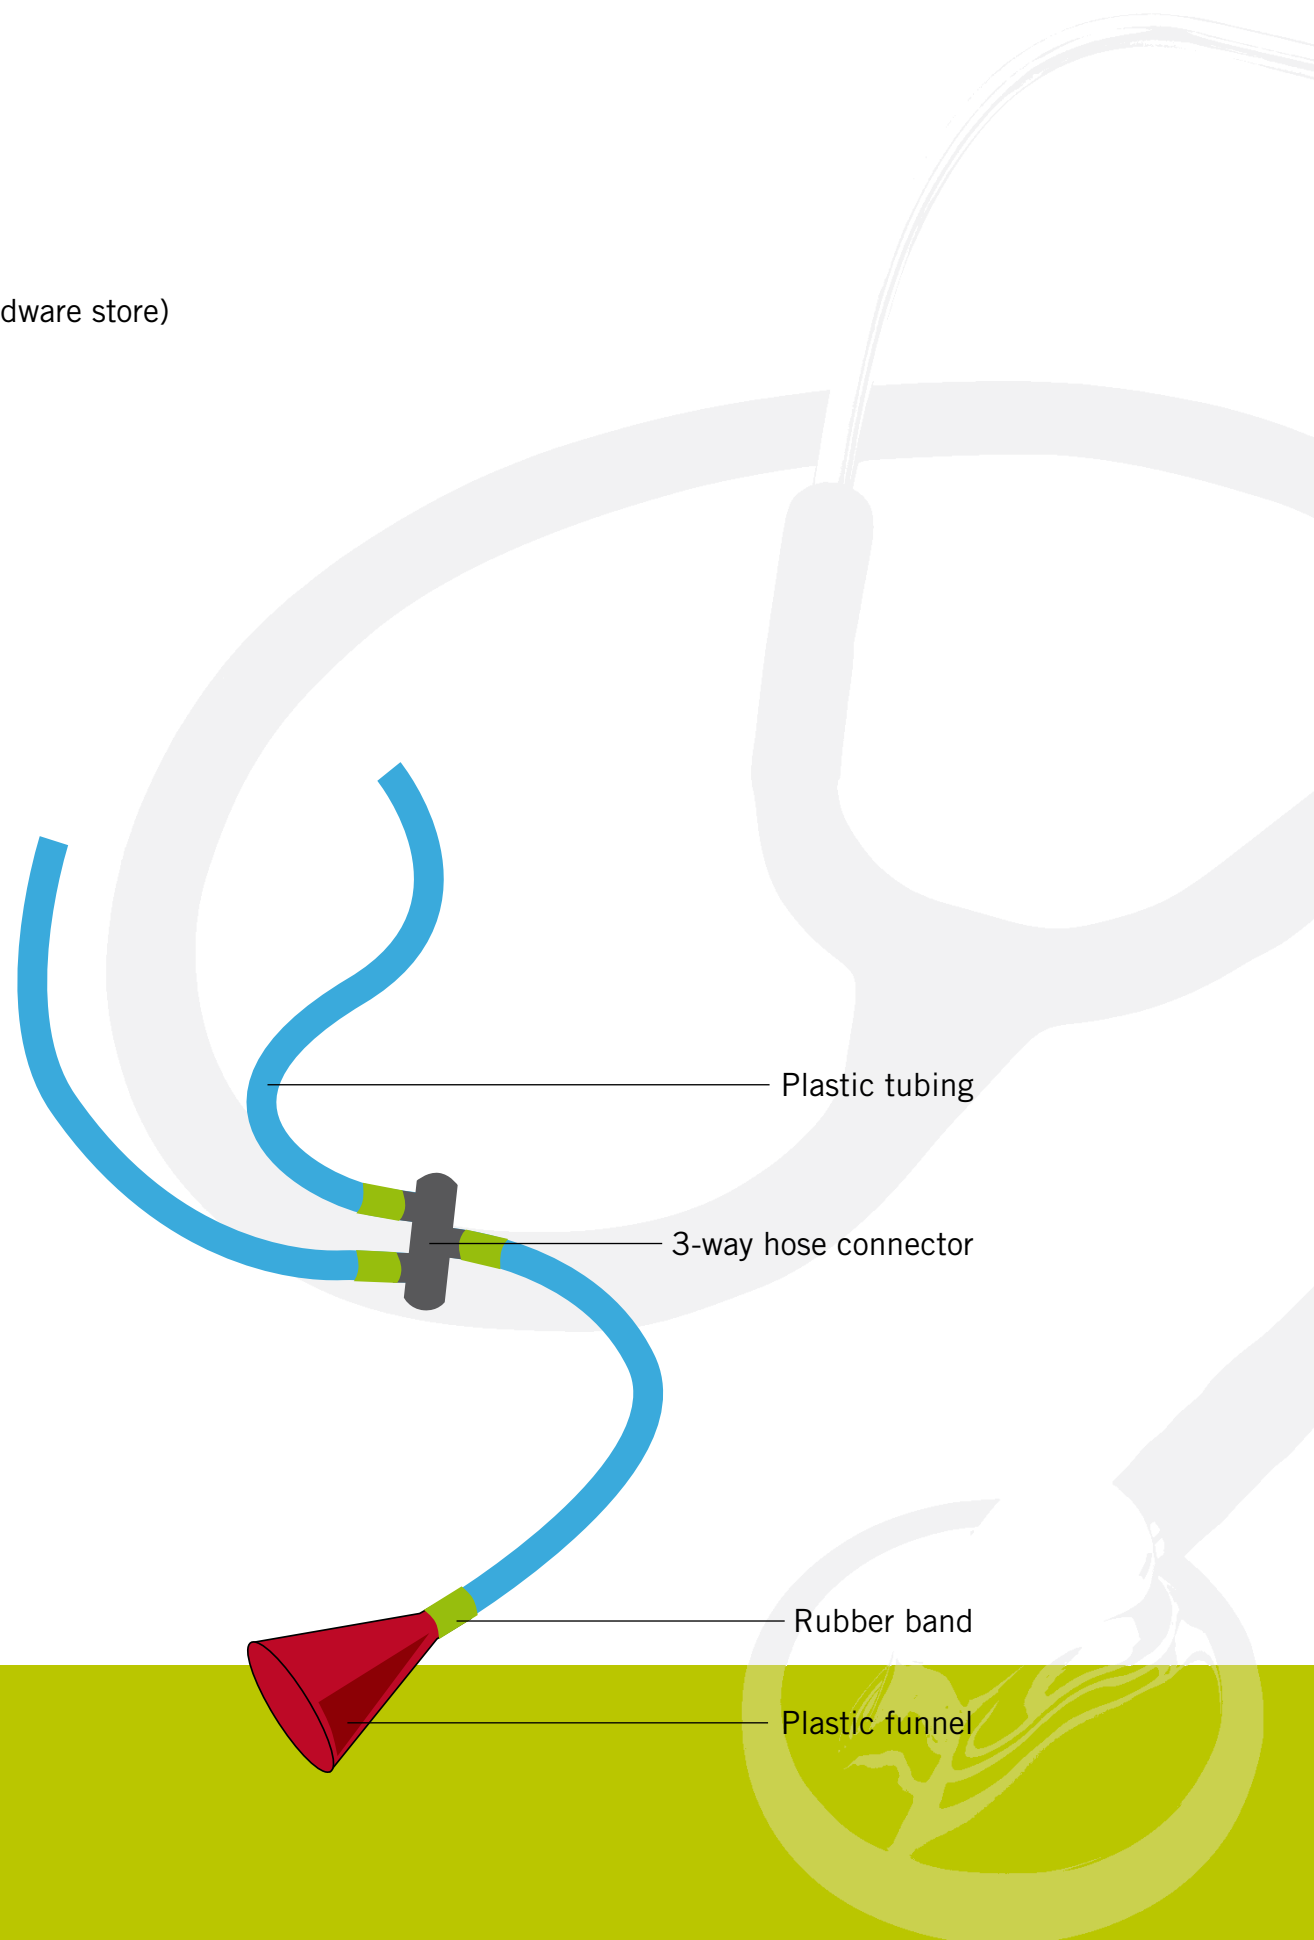 dware store)
Plastic tubing
3-way hose connector
Rubber band
Plastic funnel